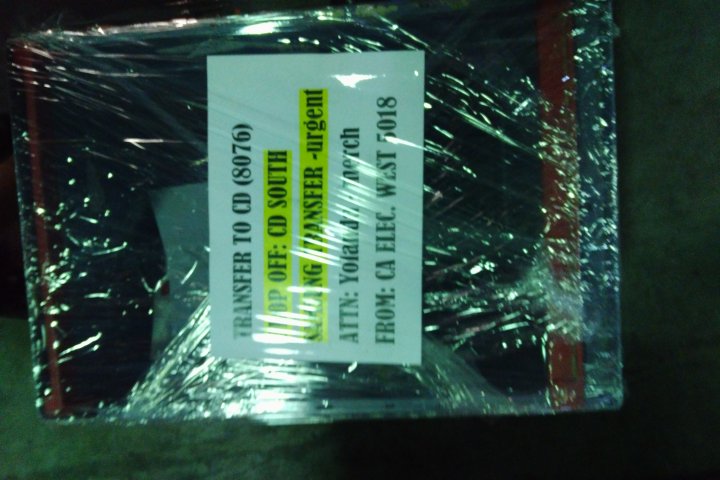 TRANSFER TO CD (8076)
OFF: CD SOUTH
TRANSFER -urgent
ATTN:
FROM: CA ELEC. WEST 5018